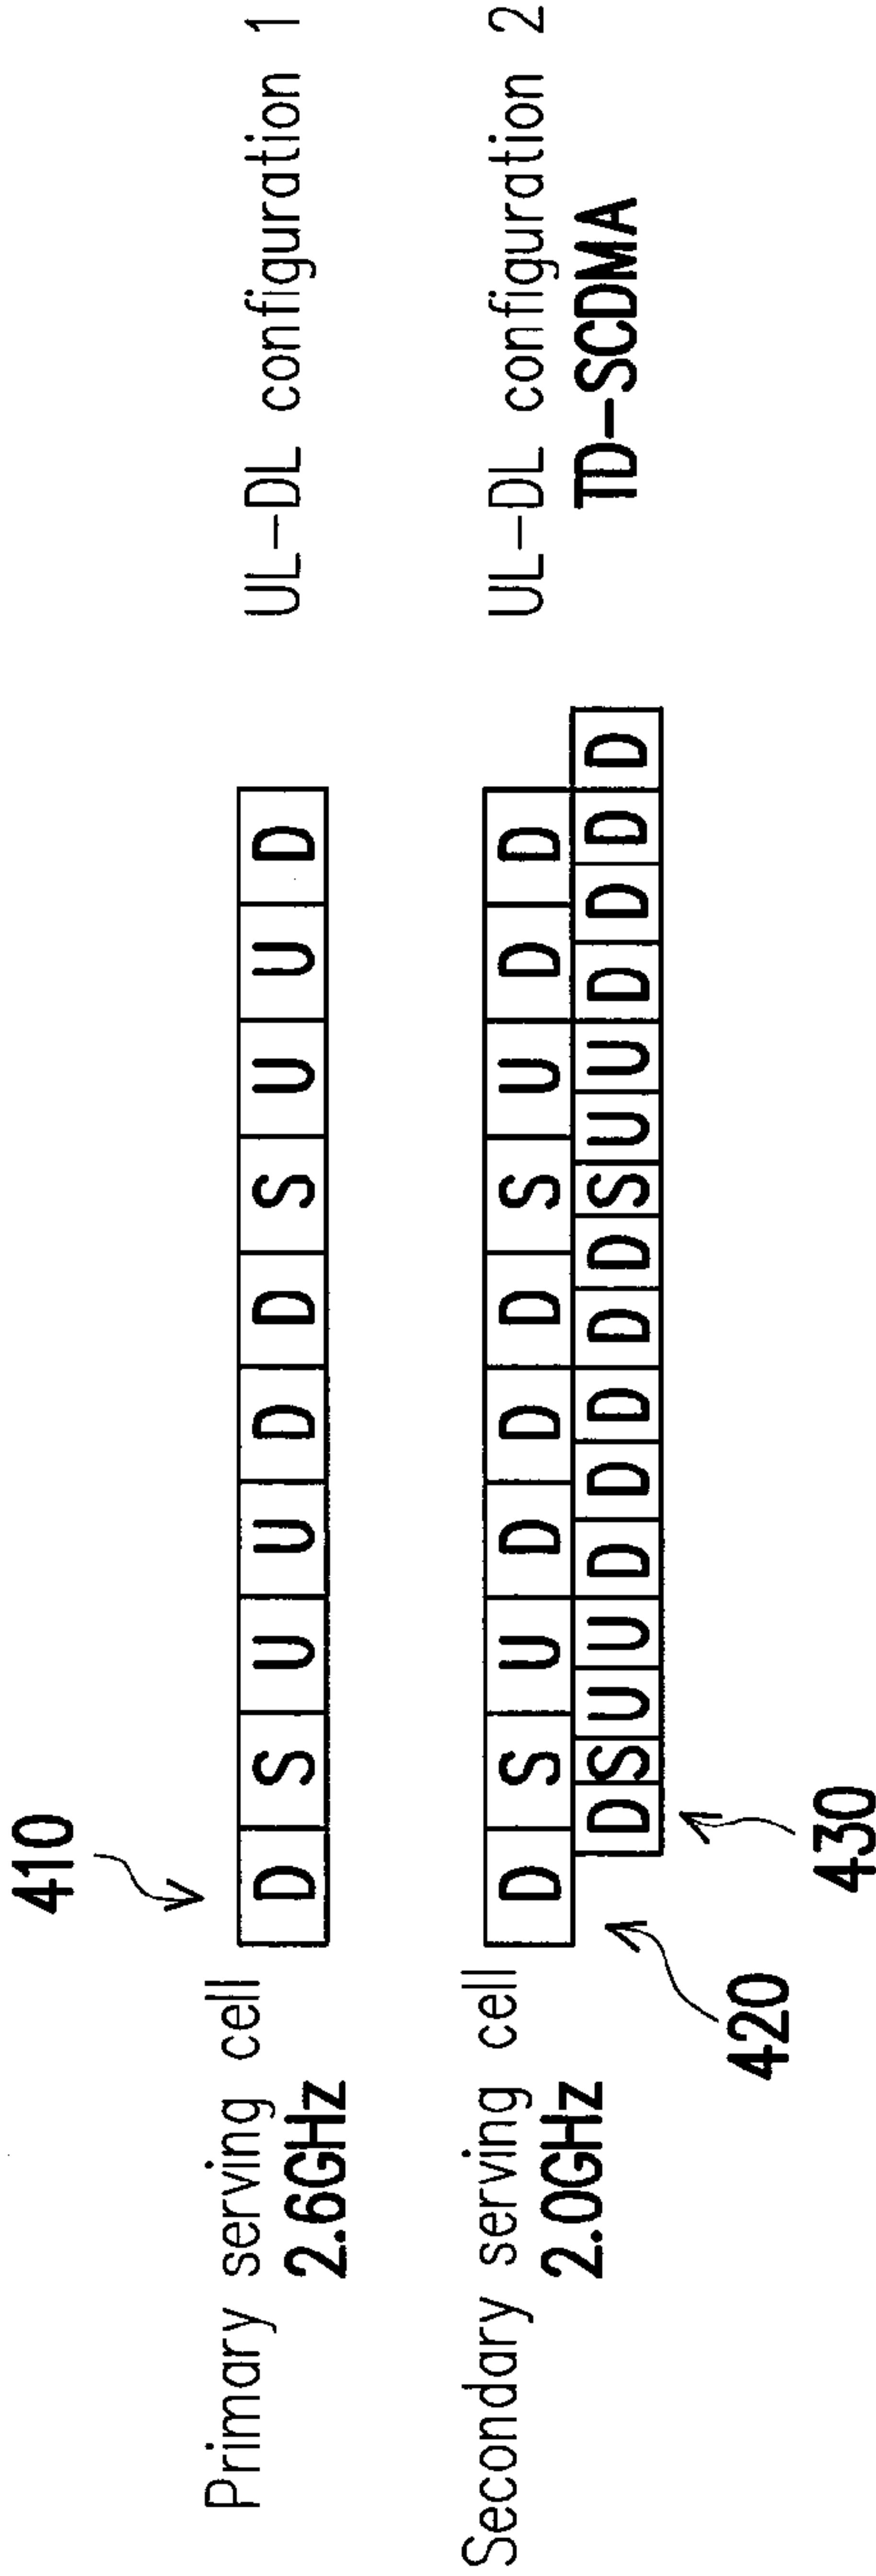 410
Primary serving cell D S U U D D S U U D UL-DL configuration 1
2.6GHz
Secondary serving cell D S U D D D S U D D UL-DL configuration 2
2.0GHz D S U U D D D D D S U U D D D D TD-SCDMA
420 430